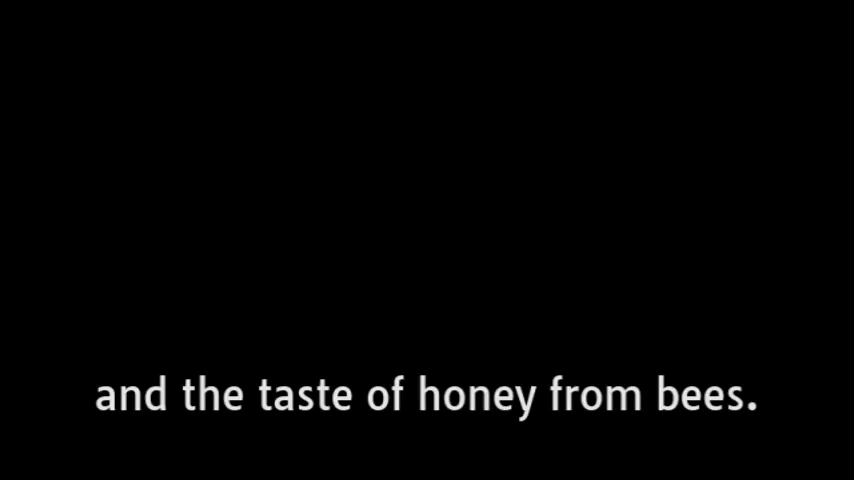 and the taste of honey from bees.